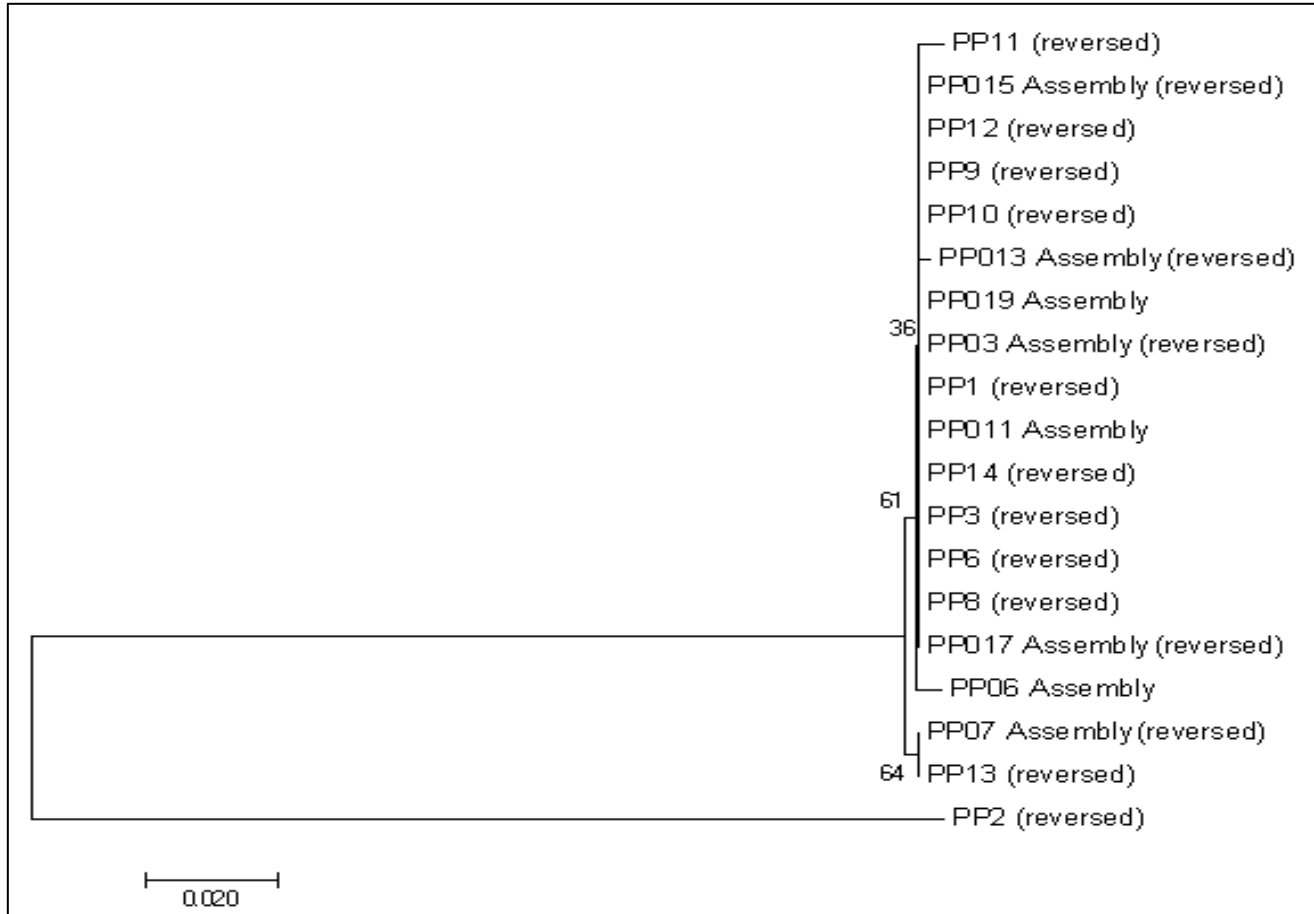 PP11 (reversed)
PP015 Assembly (reversed)
PP12 (reversed)
PP9 (reversed)
PP10 (reversed)
PP013 Assembly (reversed)
PP019 Assembly
36
PP03 Assembly (reversed)
PP1 (reversed)
PP011 Assembly
PP14 (reversed)
61
PP3 (reversed)
PP6 (reversed)
PP8 (reversed)
PP017 Assembly (reversed)
PP06 Assembly
PP07 Assembly (reversed)
64
PP13 (reversed)
PP2 (reversed)
0.020